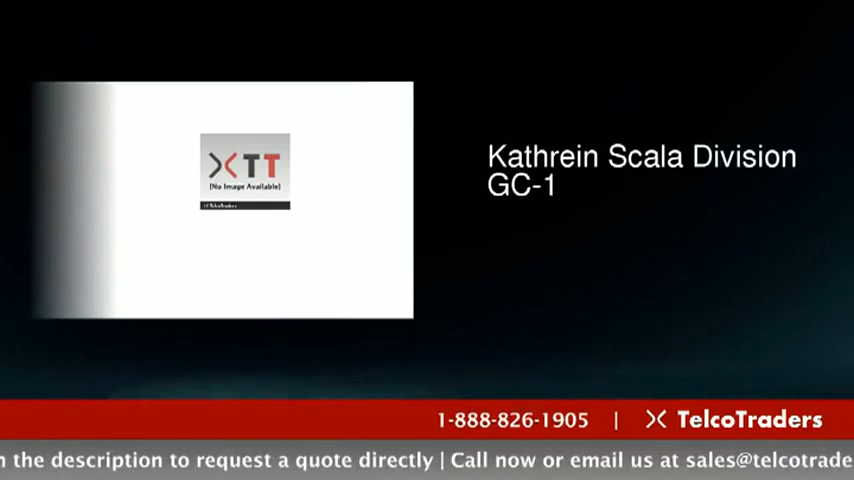 XTT
[No Image Available]
TelcoTraders
Kathrein Scala Division
GC-1
1-888-826-1905 | TelcoTraders
n the description to request a quote directly | Call now or email us at sales@telcotrade